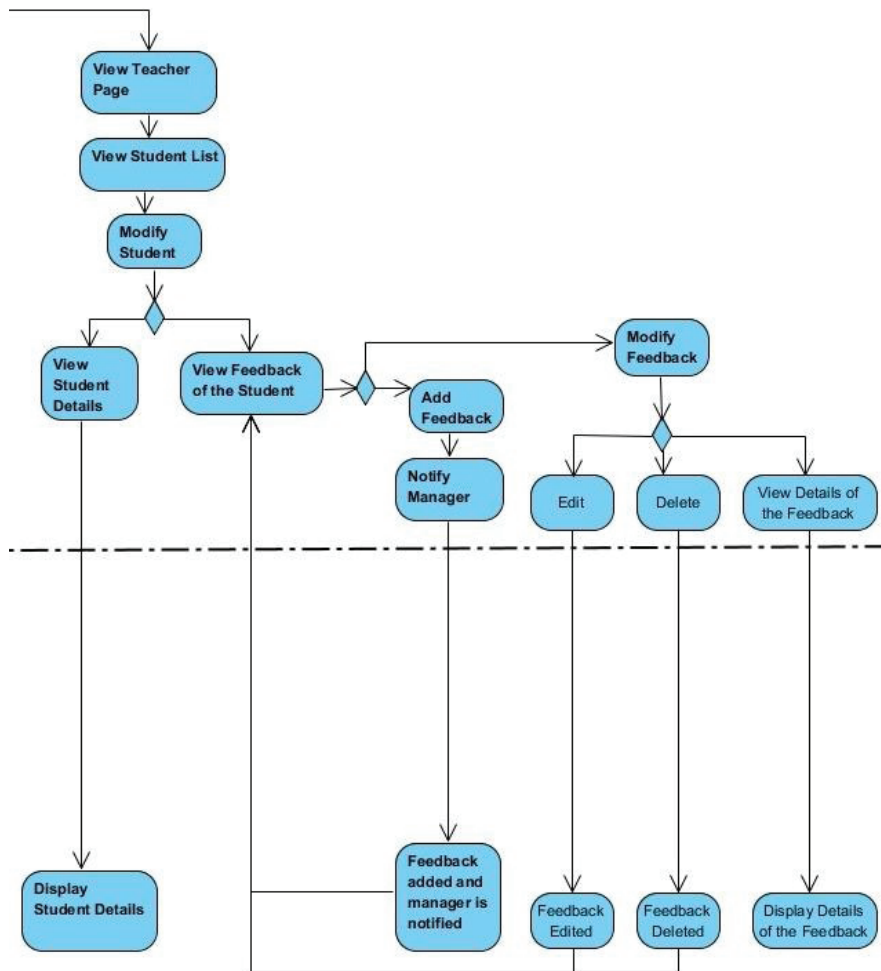 View Teacher
Page
View Student List
Modify
Student
View
Student
Details
View Feedback
of the Student
Add
Feedback
Notify
Manager
Modify
Feedback
Edit
Delete
View Details of
the Feedback
Display
Student Details
Feedback
added and
manager is
notified
Feedback
Edited
Feedback
Deleted
Display Details
of the Feedback